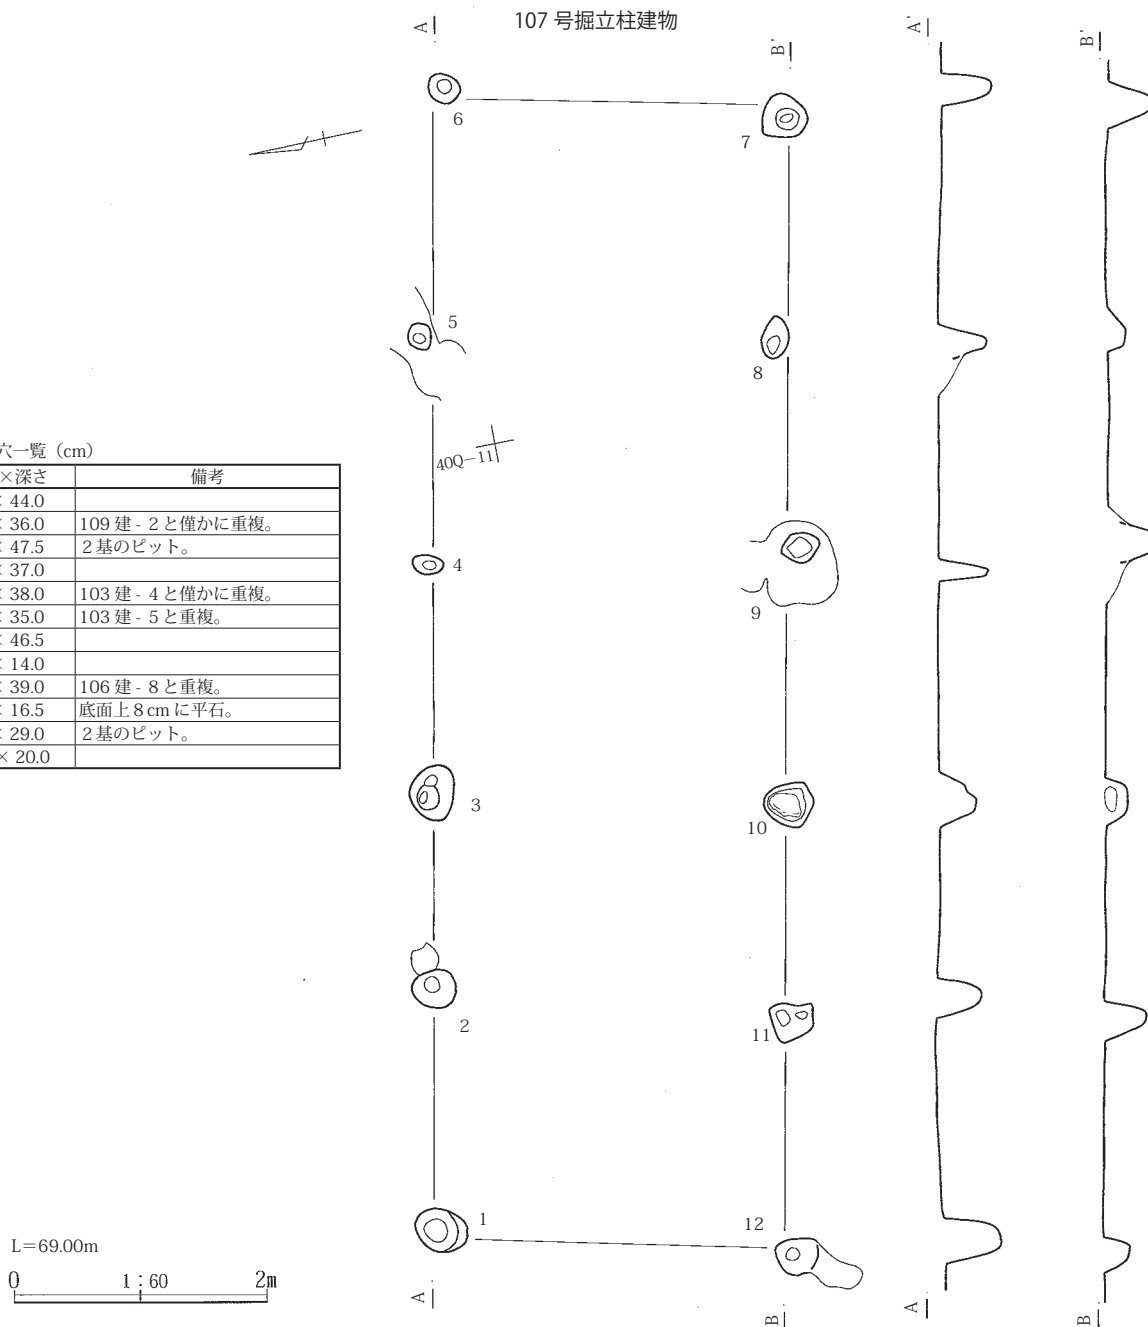 107 号掘立柱建物
A
B'
A'
B'
6
7
5
8
40Q−11
4
9
3
10
2
11
1
12
A
B
A
B
穴一覧（cm）
×深さ 備考
× 44.0
× 36.0 109 建 - 2 と僅かに重複。
× 47.5 2 基のピット。
× 37.0
× 38.0 103 建 - 4 と僅かに重複。
× 35.0 103 建 - 5 と重複。
× 46.5
× 14.0
× 39.0 106 建 - 8 と重複。
× 16.5 底面上 8 cm に平石。
× 29.0 2 基のピット。
× 20.0
L=69.00m
0 1：60 2m